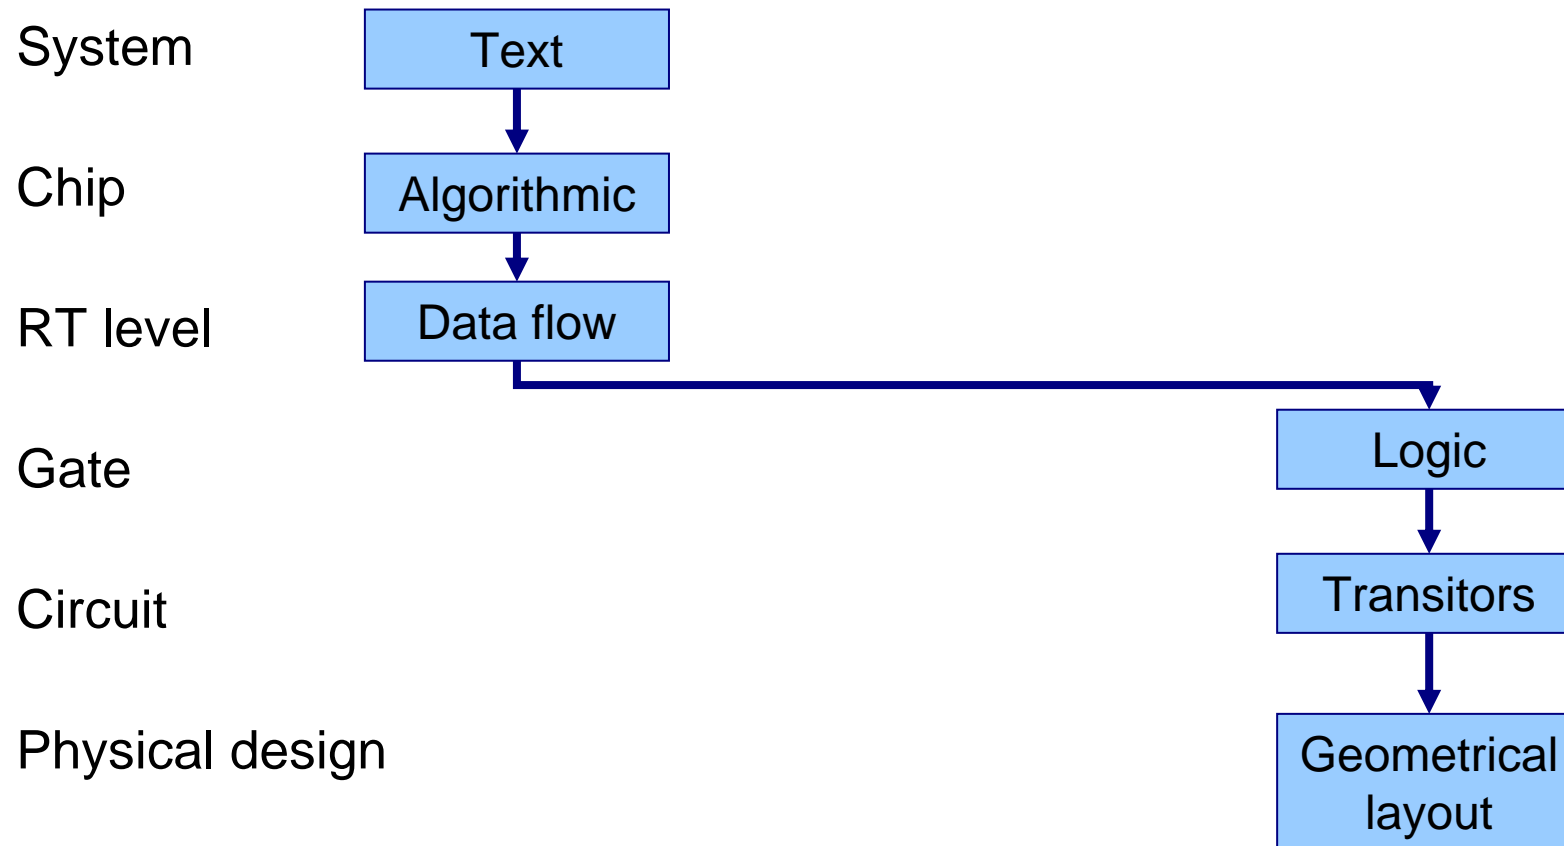 System
Text
Chip
Algorithmic
RT level
Data flow
Gate
Logic
Circuit
Transitors
Physical design
Geometrical
layout